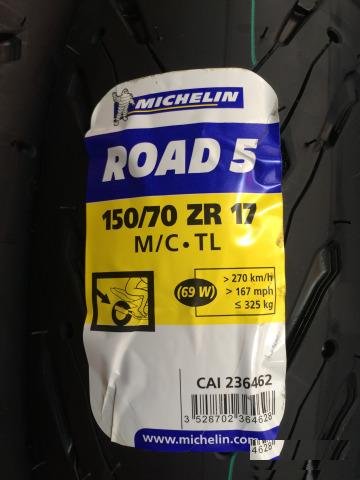 MICHELIN
ROAD 5
150/70 ZR 17
M/C • TL
(69 W)
> 270 km/h
> 167 mph
≤ 325 kg
CAI 236462
3 528702 364628
www.michelin.com